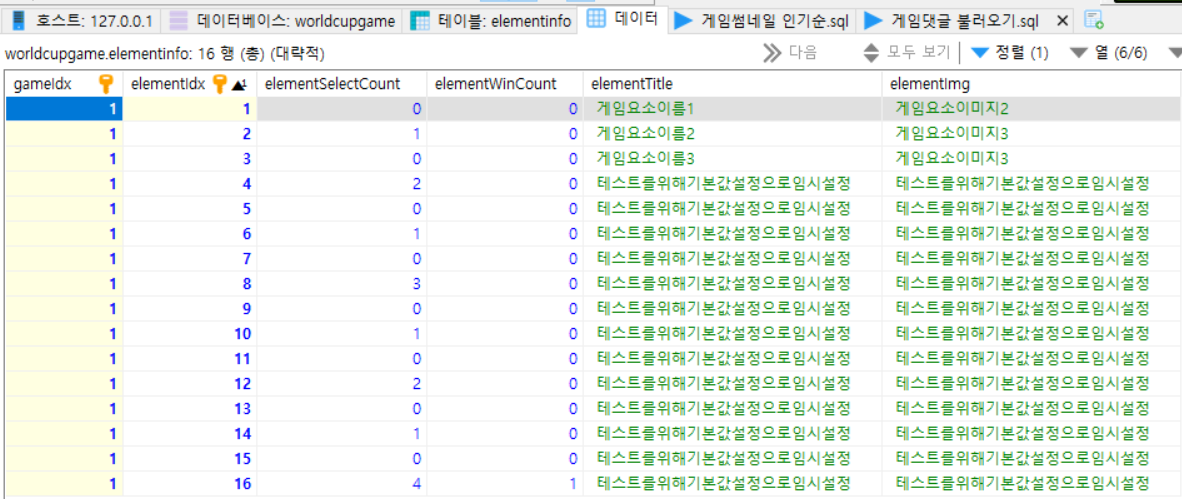 호스트: 127.0.0.1 데이터베이스: worldcupgame 테이블: elementinfo 데이터 게임썸네일 인기순.sql 게임댓글 불러오기.sql
worldcupgame.elementinfo: 16 행 (총) (대략적) 다음 모두 보기 정렬 (1) 열 (6/6)
gameIdx elementIdx 1 elementSelectCount elementWinCount elementTitle elementImg
1 1 0 0 게임요소이름1 게임요소이미지2
1 2 1 0 게임요소이름2 게임요소이미지3
1 3 0 0 게임요소이름3 게임요소이미지3
1 4 2 0 테스트를위해기본값설정으로임시설정 테스트를위해기본값설정으로임시설정
1 5 0 0 테스트를위해기본값설정으로임시설정 테스트를위해기본값설정으로임시설정
1 6 1 0 테스트를위해기본값설정으로임시설정 테스트를위해기본값설정으로임시설정
1 7 0 0 테스트를위해기본값설정으로임시설정 테스트를위해기본값설정으로임시설정
1 8 3 0 테스트를위해기본값설정으로임시설정 테스트를위해기본값설정으로임시설정
1 9 0 0 테스트를위해기본값설정으로임시설정 테스트를위해기본값설정으로임시설정
1 10 1 0 테스트를위해기본값설정으로임시설정 테스트를위해기본값설정으로임시설정
1 11 0 0 테스트를위해기본값설정으로임시설정 테스트를위해기본값설정으로임시설정
1 12 2 0 테스트를위해기본값설정으로임시설정 테스트를위해기본값설정으로임시설정
1 13 0 0 테스트를위해기본값설정으로임시설정 테스트를위해기본값설정으로임시설정
1 14 1 0 테스트를위해기본값설정으로임시설정 테스트를위해기본값설정으로임시설정
1 15 0 0 테스트를위해기본값설정으로임시설정 테스트를위해기본값설정으로임시설정
1 16 4 1 테스트를위해기본값설정으로임시설정 테스트를위해기본값설정으로임시설정